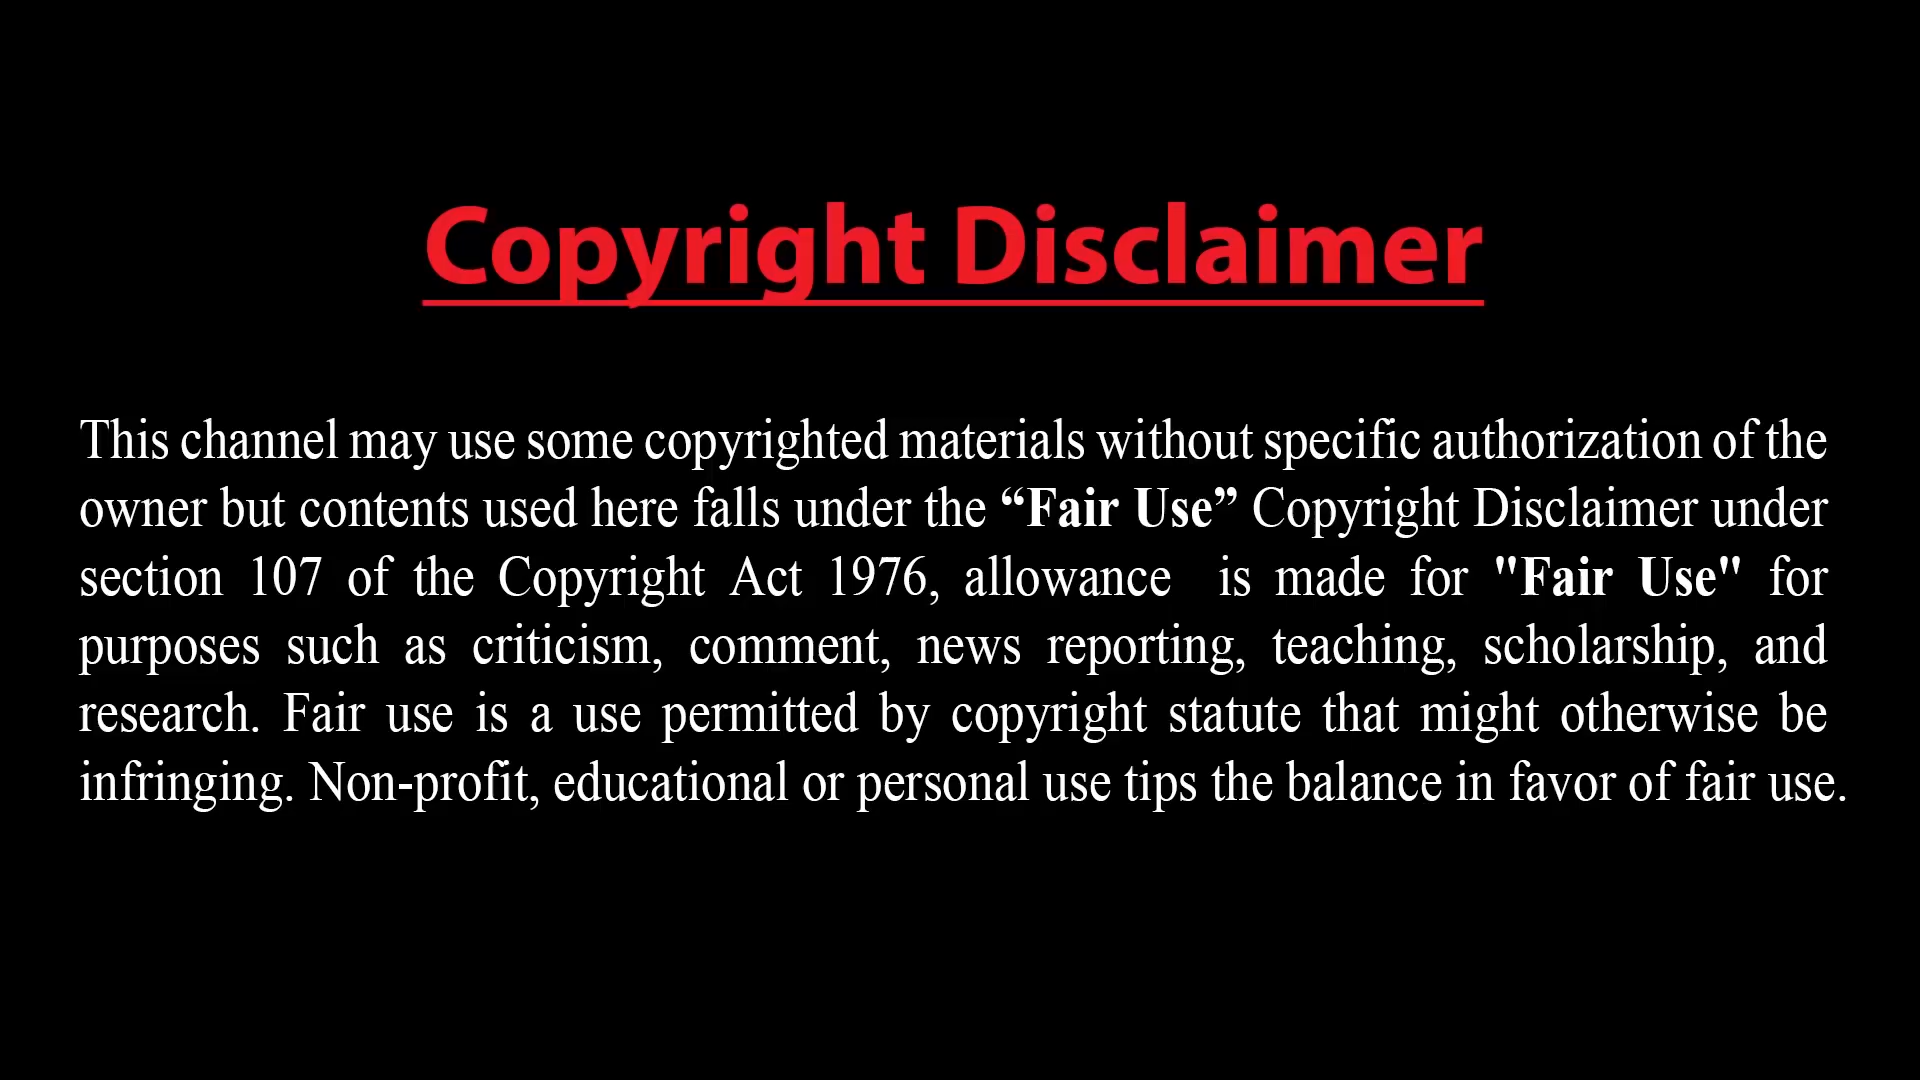 Copyright Disclaimer
This channel may use some copyrighted materials without specific authorization of the
owner but contents used here falls under the “Fair Use” Copyright Disclaimer under
section 107 of the Copyright Act 1976, allowance  is made for "Fair Use" for
purposes such as criticism, comment, news reporting, teaching, scholarship, and
research. Fair use is a use permitted by copyright statute that might otherwise be
infringing. Non-profit, educational or personal use tips the balance in favor of fair use.